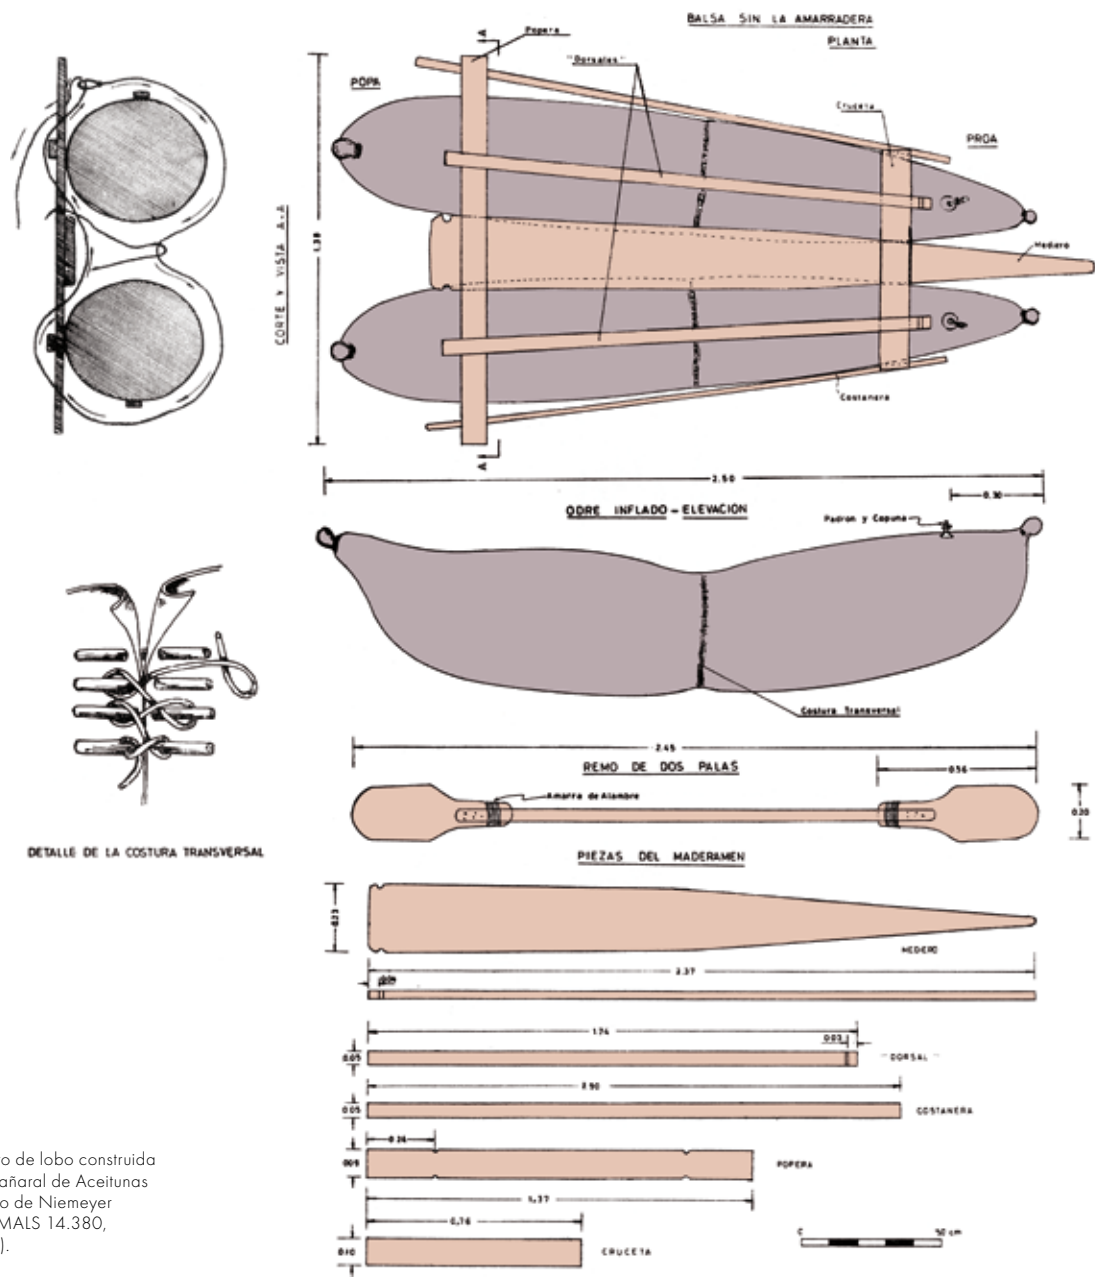 BALSA SIN LA AMARRADERA
PLANTA
A
Popera
"Dorsales"
POPA
Cruceta
PROA
Mediero
1.38
CORTE Y VISTA A-A
Costanera
A
2.50
0.30
ODRE INFLADO - ELEVACION
Padron y Copuna
Costura Transversal
2.45
REMO DE DOS PALAS
0.56
Amarra de Alambre
0.20
DETALLE DE LA COSTURA TRANSVERSAL
PIEZAS DEL MADERAMEN
0.23
MEDERO
2.37
1.74
0.03
0.05
"DORSAL"
0.05
COSTANERA
POPERA
1,37
0,76
0.10
CRUCETA
C
50 cm
o de lobo construida
añaral de Aceitunas
o de Niemeyer
MALS 14.380,
).